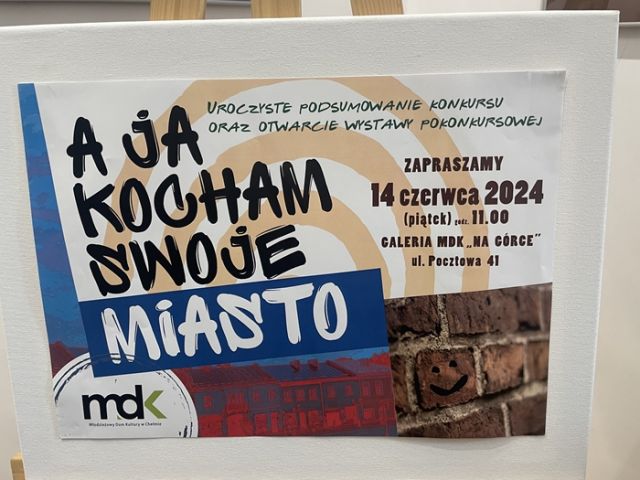 UROCZYSTE PODSUMOWANIE KONKURSU
ORAZ OTWARCIE WYSTAWY POKONKURSOWEJ
A JA
KOCHAM
SWOJE
MIASTO
ZAPRASZAMY
14 czerwca 2024
(piątek) godz. 11.00
GALERIA MDK „NA GÓRCE"
ul. Pocztowa 41
mdk
Młodzieżowy Dom Kultury w Chełmie